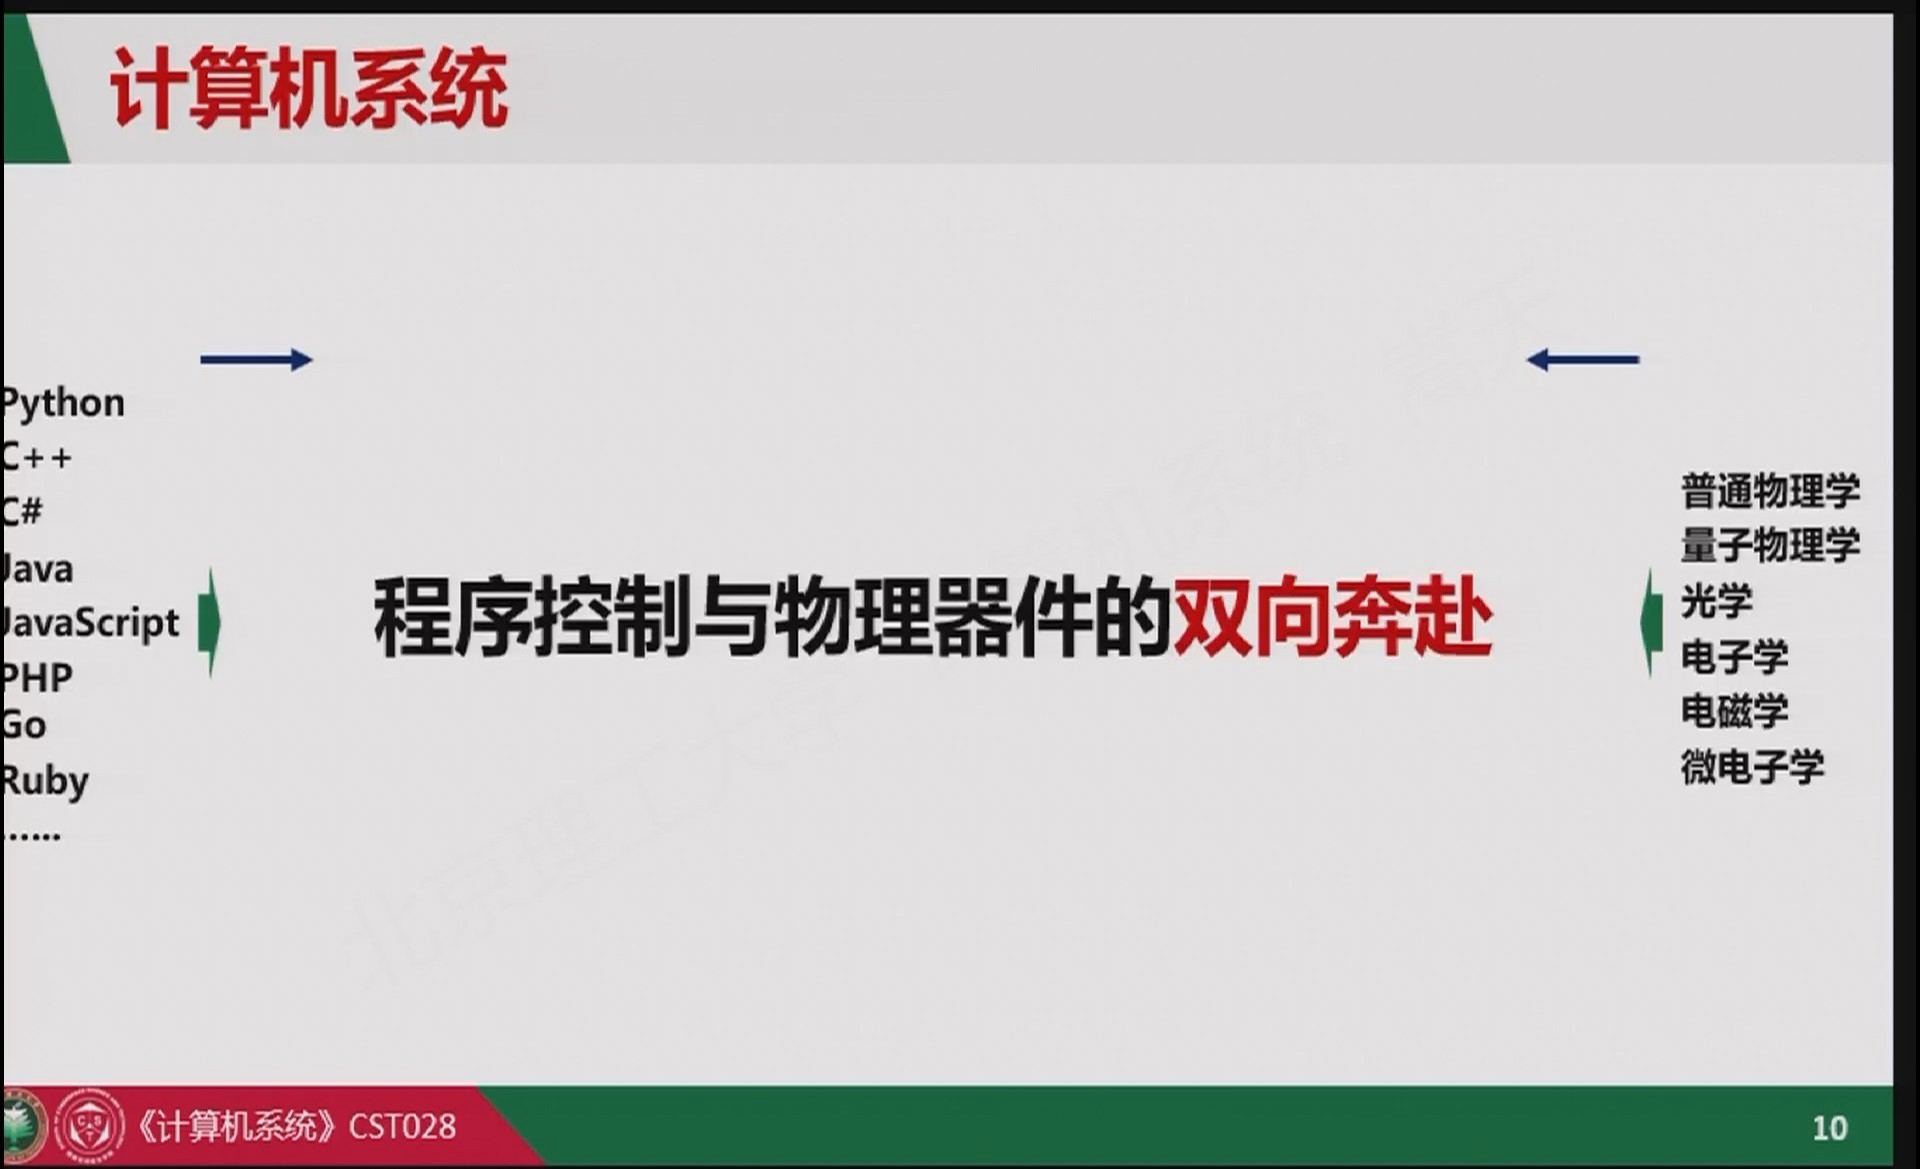 计算机系统
Python
C++
C#
Java
JavaScript
PHP
Go
Ruby
......
程序控制与物理器件的双向奔赴
普通物理学
量子物理学
光学
电子学
电磁学
微电子学
北京理工大学 计算机系统 嵩天
《计算机系统》CST028
10